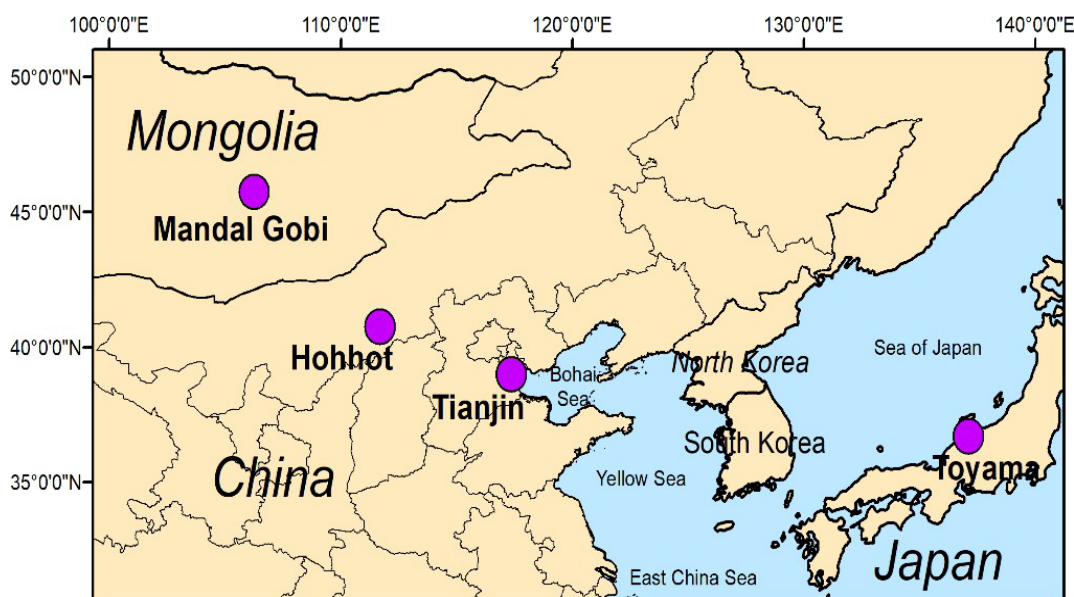 100°0'0"E
110°0'0"E
120°0'0"E
130°0'0"E
140°0'0"E
50°0'0"N
45°0'0"N
40°0'0"N
35°0'0"N
Mongolia
Mandal Gobi
Hohhot
Tianjin
Bohai
Sea
North Korea
Sea of Japan
South Korea
China
Yellow Sea
Toyama
Japan
East China Sea